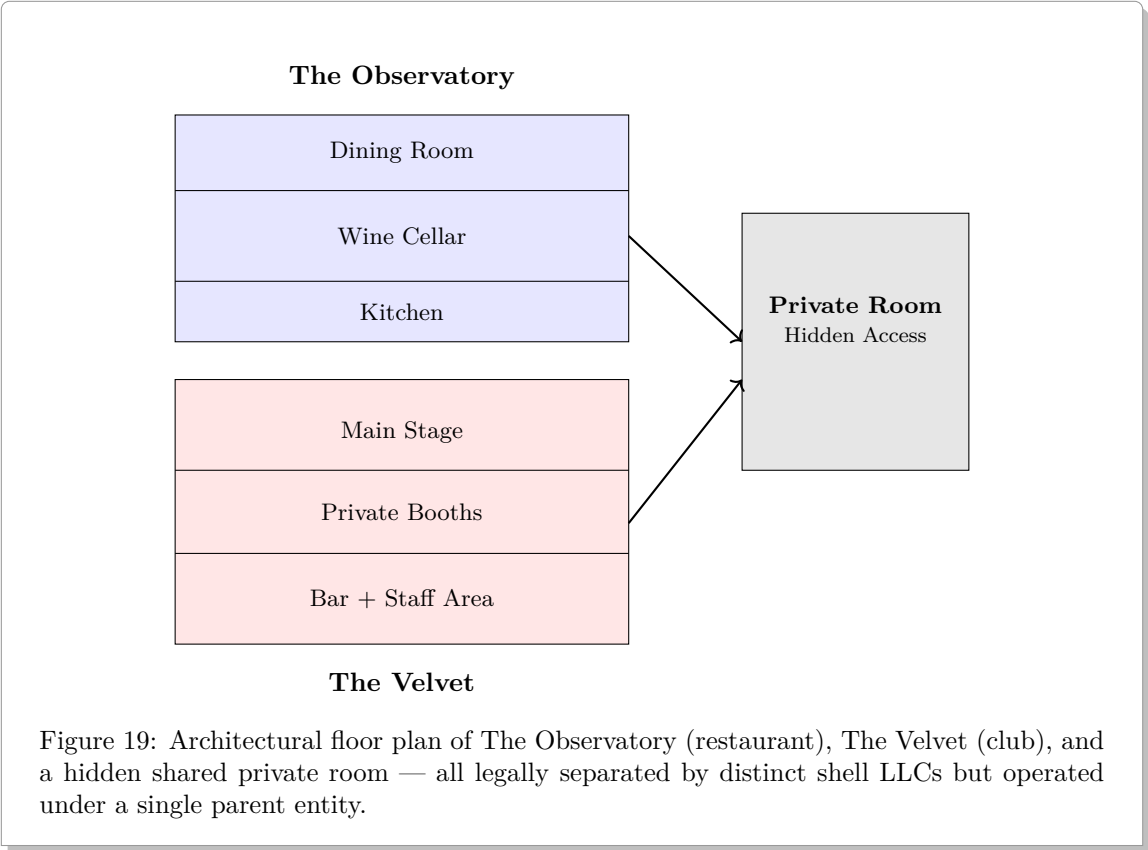 The Observatory
Dining Room
Wine Cellar
Kitchen
Private Room
Hidden Access
Main Stage
Private Booths
Bar + Staff Area
The Velvet
Figure 19: Architectural floor plan of The Observatory (restaurant), The Velvet (club), and
a hidden shared private room — all legally separated by distinct shell LLCs but operated
under a single parent entity.